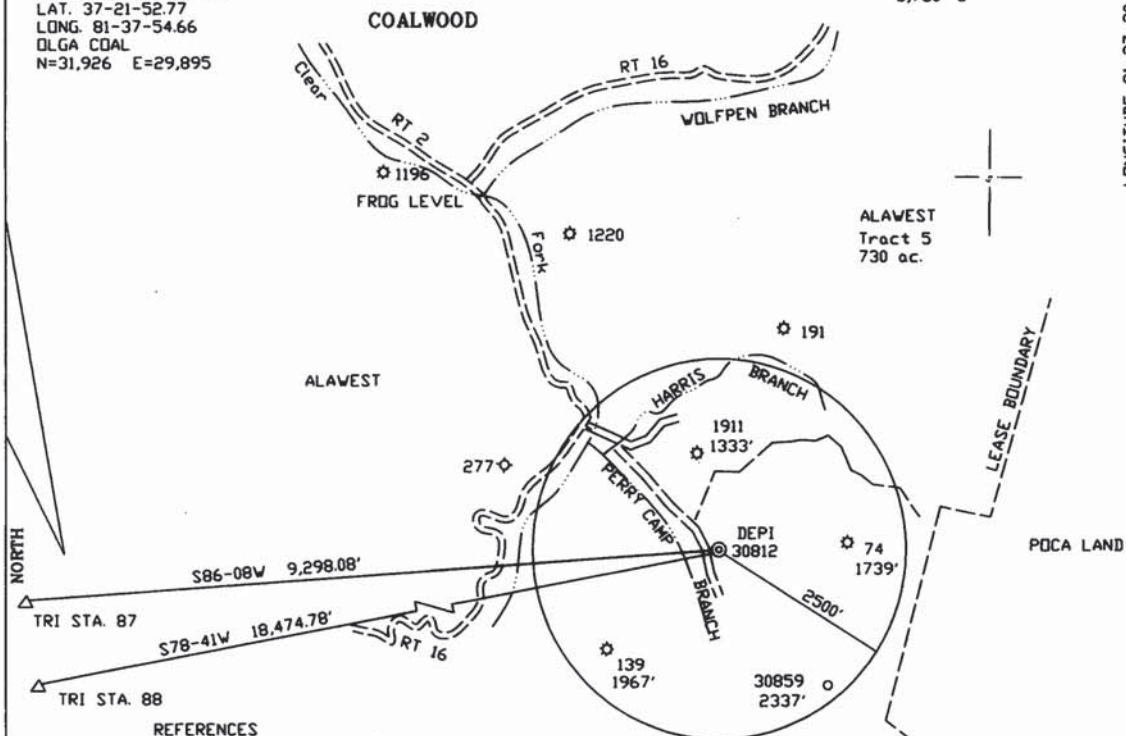 LAT. 37-21-52.77
LONG. 81-37-54.66
OLGA COAL
N=31,926 E=29,895
COALWOOD
Clear
RT 16
RT 2
WOLFPEN BRANCH
1196
FROG LEVEL
Fork
1220
ALAWEST
Tract 5
730 ac.
191
ALAWEST
HARRIS
BRANCH
LEASE BOUNDARY
1911
1333'
277
PERRY CAMP
BRANCH
DEPI
30812
74
1739'
POCA LAND
NORTH
S86-08W 9,298.08'
2500'
TRI STA. 87
S78-41W 18,474.78'
RT 16
139
1967'
30859
2337'
TRI STA. 88
REFERENCES